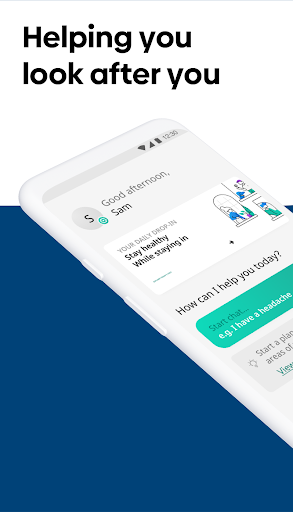 Helping you
look after you
12:30
S
Good afternoon,
Sam
YOUR DAILY DROP-IN
Stay healthy
While staying in
How can I help you today?
Start chat...
e.g. I have a headache
Start a plan
areas of
View